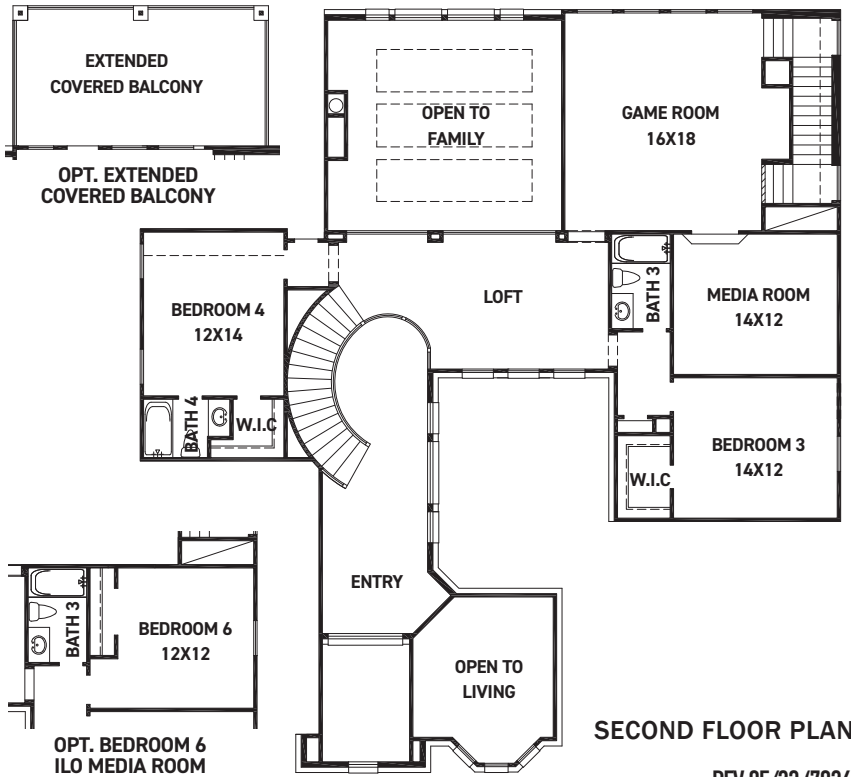 EXTENDED
COVERED BALCONY
OPT. EXTENDED
COVERED BALCONY
OPEN TO
FAMILY
GAME ROOM
16X18
BEDROOM 4
12X14
LOFT
BATH 3
MEDIA ROOM
14X12
BATH 4
W.I.C
BEDROOM 3
14X12
W.I.C
ENTRY
BATH 3
BEDROOM 6
12X12
OPEN TO
LIVING
OPT. BEDROOM 6
ILO MEDIA ROOM
SECOND FLOOR PLAN